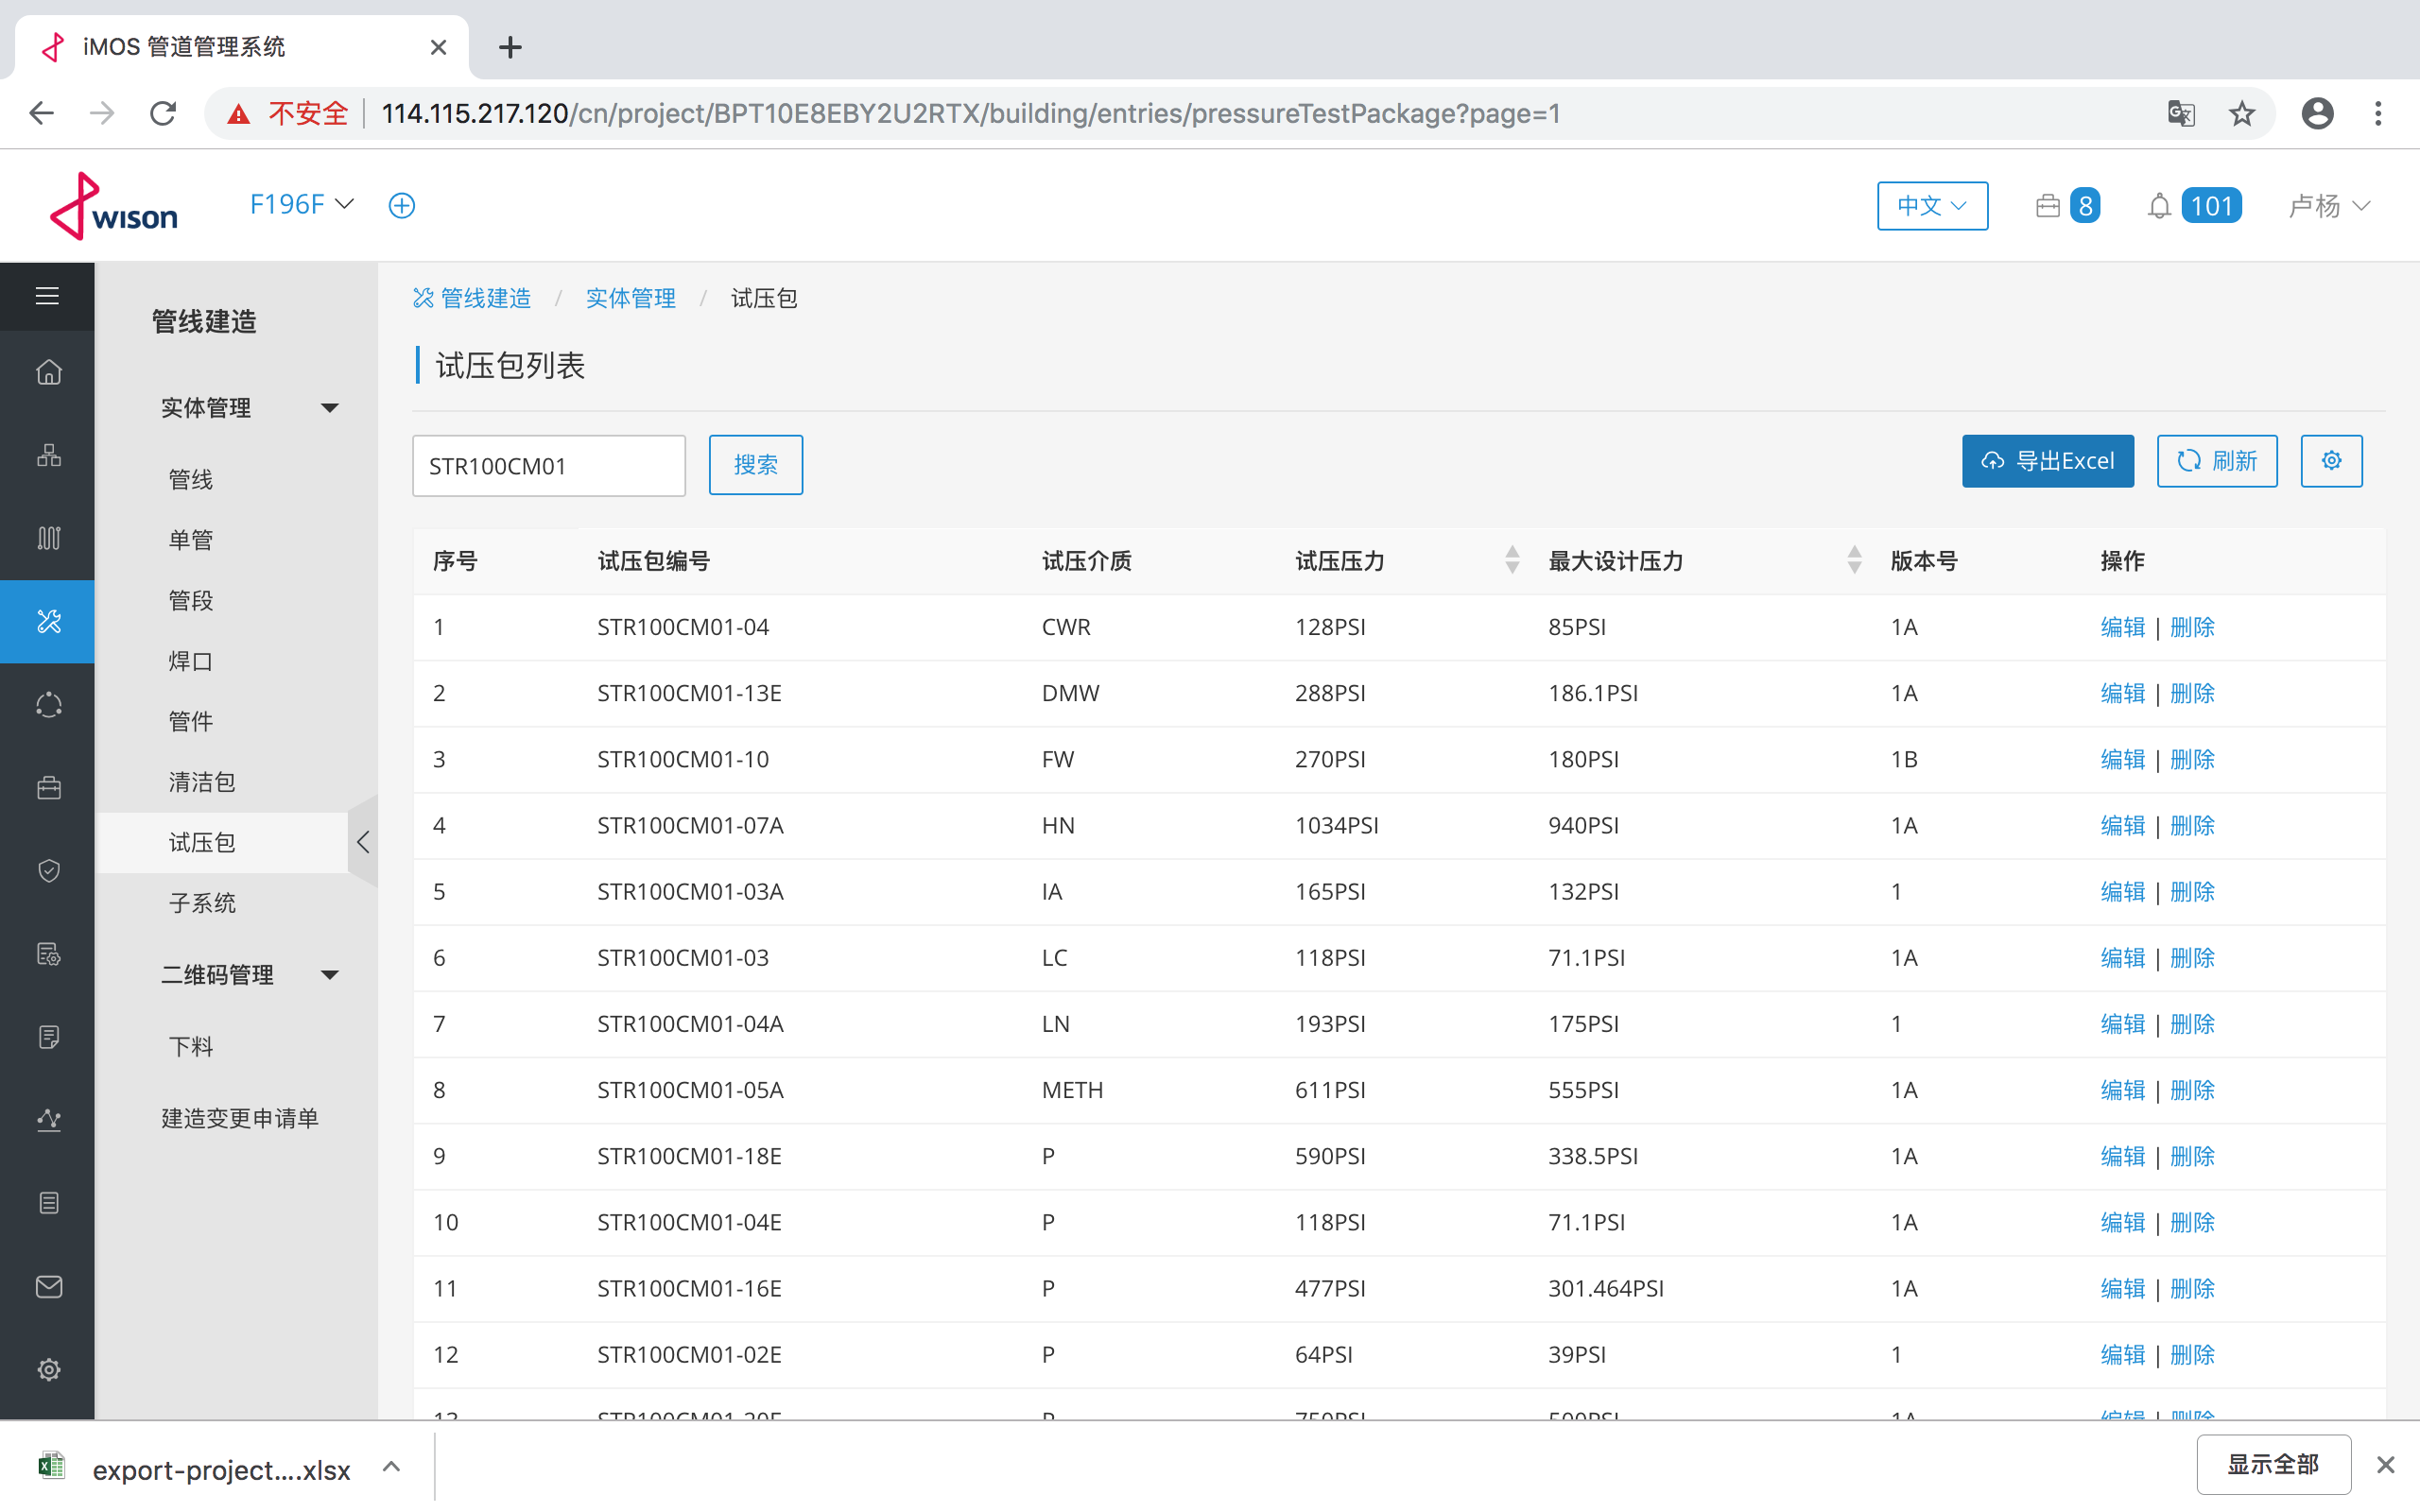 iMOS 管道管理系统
不安全 114.115.217.120/cn/project/BPT10E8EBY2U2RTX/building/entries/pressureTestPackage?page=1
wison F196F 中文 8 101 卢杨
管线建造
实体管理
管线
单管
管段
焊口
管件
清洁包
试压包
子系统
二维码管理
下料
建造变更申请单
管线建造 / 实体管理 / 试压包
试压包列表
STR100CM01 搜索 导出Excel 刷新
序号 试压包编号 试压介质 试压压力 最大设计压力 版本号 操作
1 STR100CM01-04 CWR 128PSI 85PSI 1A 编辑 | 删除
2 STR100CM01-13E DMW 288PSI 186.1PSI 1A 编辑 | 删除
3 STR100CM01-10 FW 270PSI 180PSI 1B 编辑 | 删除
4 STR100CM01-07A HN 1034PSI 940PSI 1A 编辑 | 删除
5 STR100CM01-03A IA 165PSI 132PSI 1 编辑 | 删除
6 STR100CM01-03 LC 118PSI 71.1PSI 1A 编辑 | 删除
7 STR100CM01-04A LN 193PSI 175PSI 1 编辑 | 删除
8 STR100CM01-05A METH 611PSI 555PSI 1A 编辑 | 删除
9 STR100CM01-18E P 590PSI 338.5PSI 1A 编辑 | 删除
10 STR100CM01-04E P 118PSI 71.1PSI 1A 编辑 | 删除
11 STR100CM01-16E P 477PSI 301.464PSI 1A 编辑 | 删除
12 STR100CM01-02E P 64PSI 39PSI 1 编辑 | 删除
export-project....xlsx 显示全部